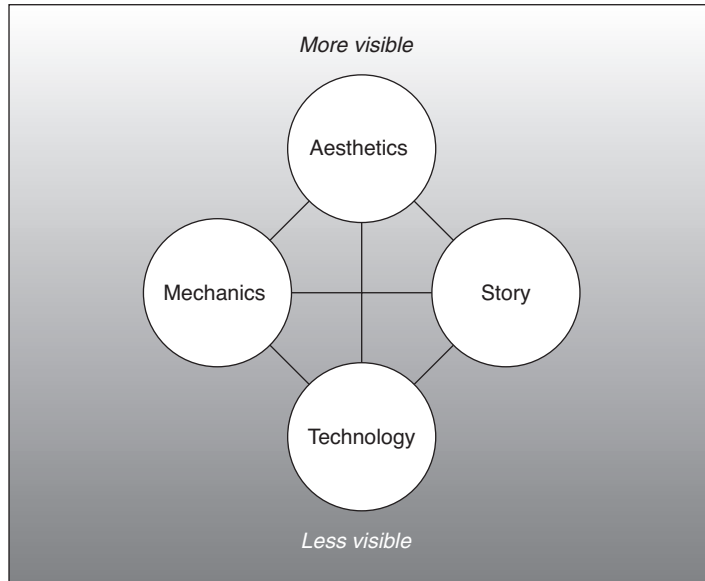 More visible
Aesthetics
Mechanics
Story
Technology
Less visible